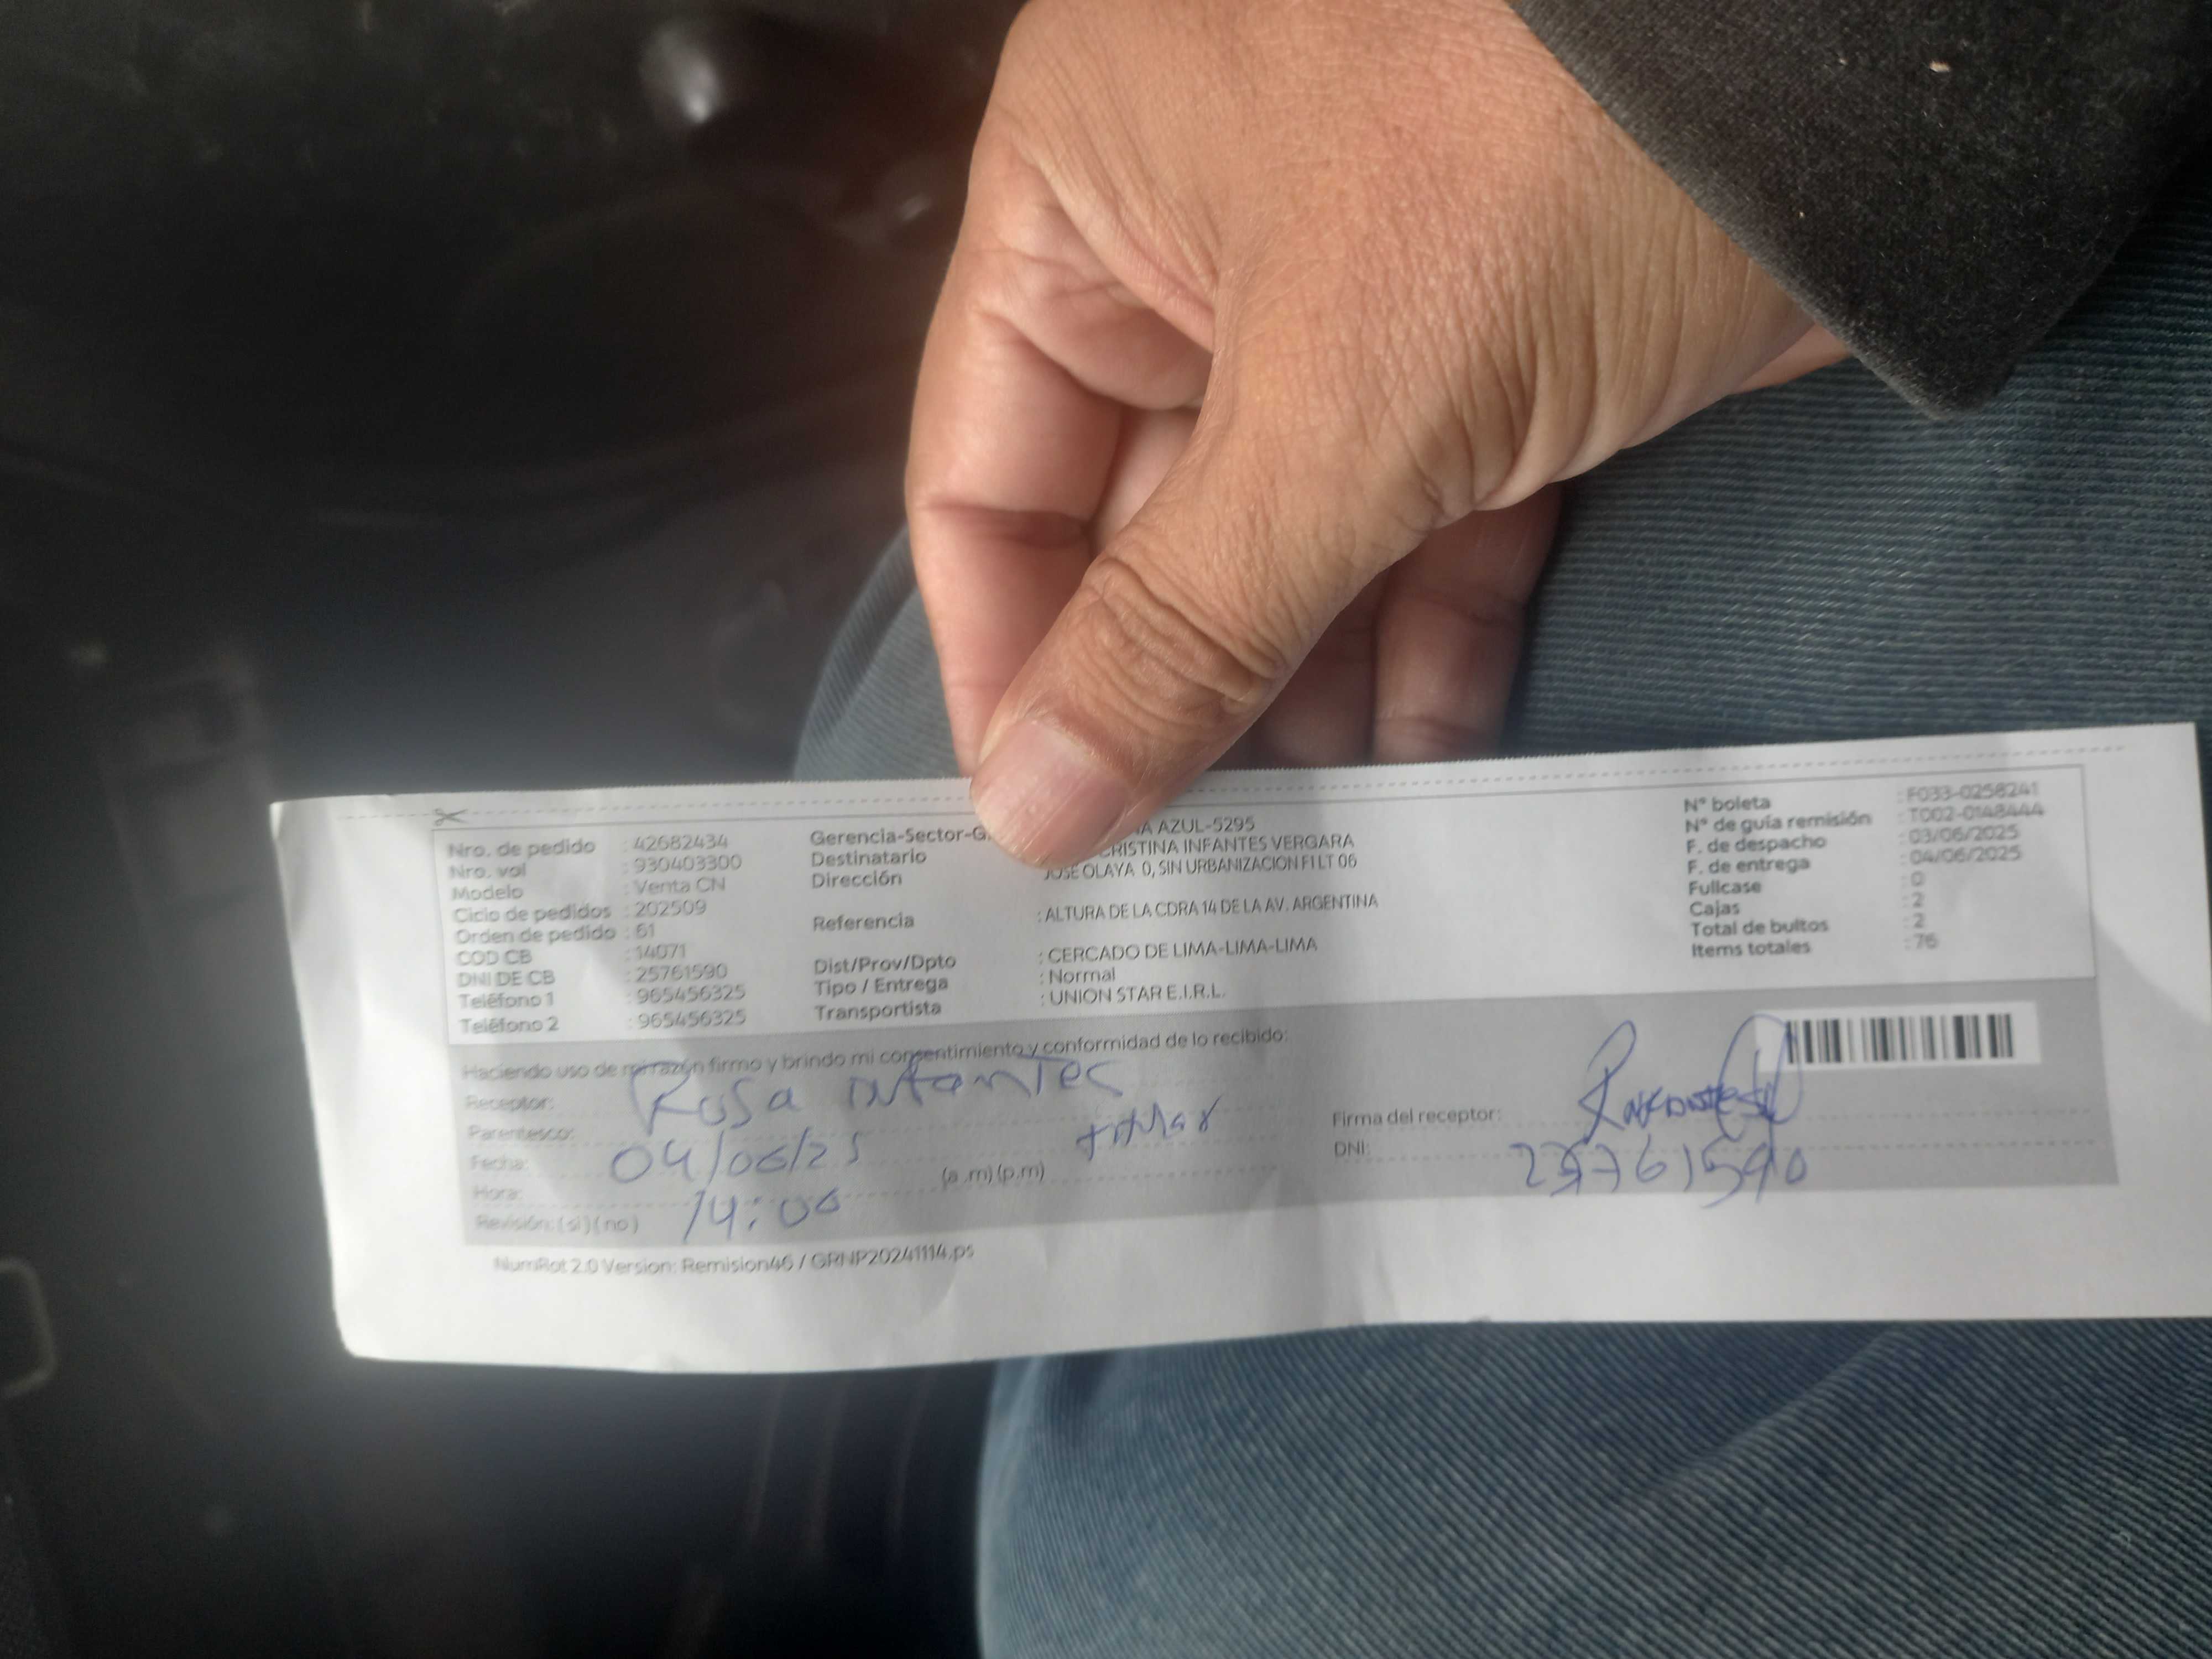 Nro. de pedido : 42682434
Nro. vol : 930403300
Modelo : Venta CN
Ciclo de pedidos : 202509
Orden de pedido : 61
COD CB : 14071
DNI DE CB : 25761590
Teléfono 1 : 965456325
Teléfono 2 : 965456325
Gerencia-Sector-G AZUL-5295
Destinatario CRISTINA INFANTES VERGARA
Dirección JOSE OLAYA 0, SIN URBANIZACION F1 LT 06
Referencia : ALTURA DE LA CDRA 14 DE LA AV. ARGENTINA
Dist/Prov/Dpto : CERCADO DE LIMA-LIMA-LIMA
Tipo / Entrega : Normal
Transportista : UNION STAR E.I.R.L.
N° boleta : F033-0258241
N° de guía remisión : T002-0148444
F. de despacho : 03/06/2025
F. de entrega : 04/06/2025
Fullcase : 0
Cajas : 2
Total de bultos : 2
Items totales : 76
Haciendo uso de mi razón firmo y brindo mi consentimiento y conformidad de lo recibido:
Receptor: Rosa Infantes
Parentesco: titular
Fecha: 04/06/25
Hora: 14:00 (a.m) (p.m)
Revisión: (si) (no)
Firma del receptor:
DNI: 25761590
NumRot 2.0 Version: Remision46 / GRNP20241114.ps